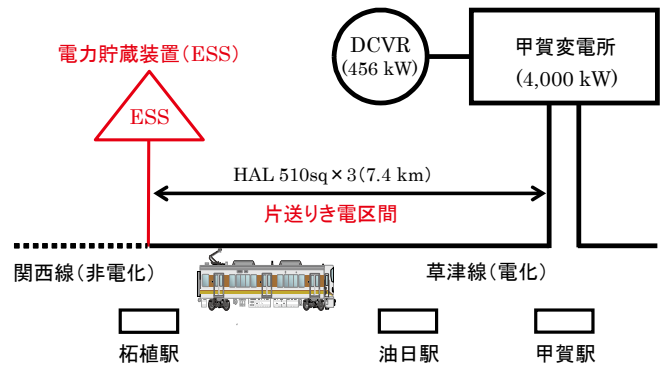 電力貯蔵装置(ESS)
ESS
DCVR
(456 kW)
甲賀変電所
(4,000 kW)
HAL 510sq×3(7.4 km)
片送りき電区間
関西線(非電化)
草津線(電化)
柘植駅
油日駅
甲賀駅